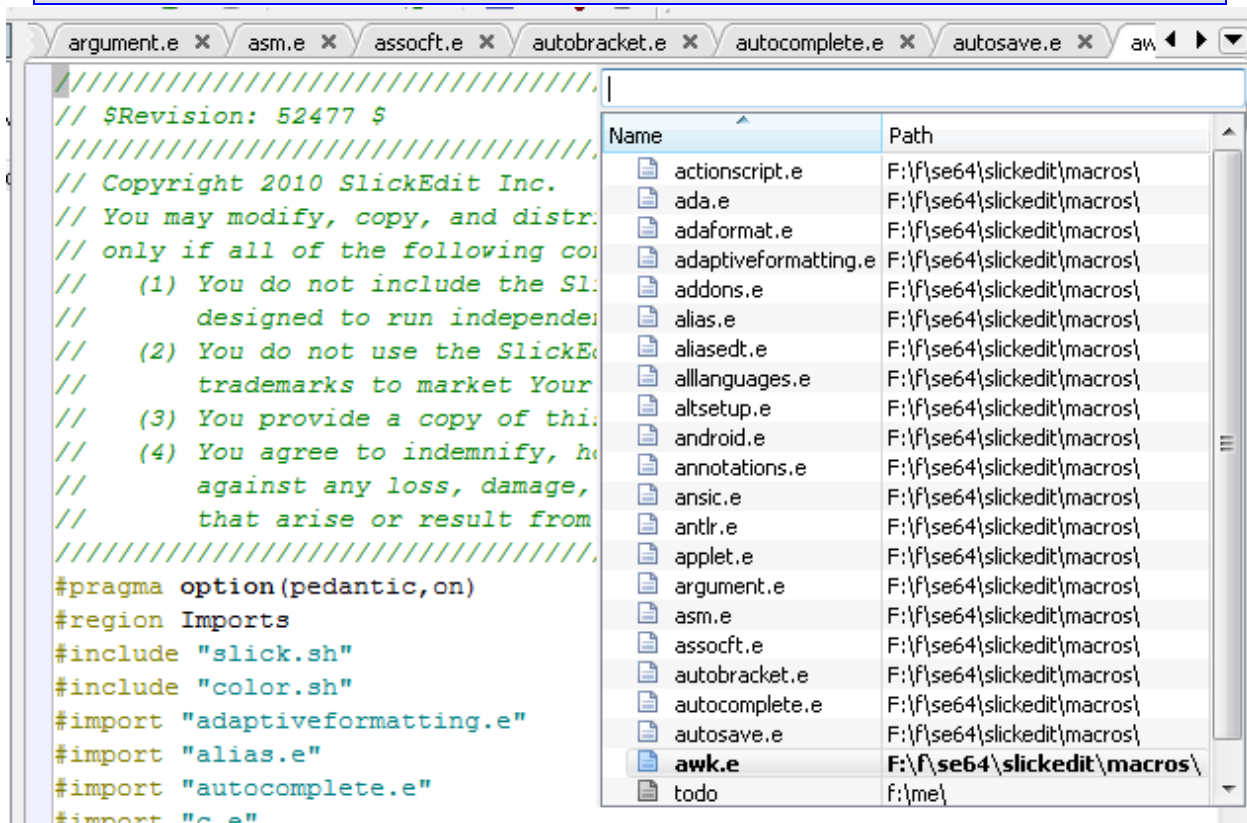 argument.e asm.e assocft.e autobracket.e autocomplete.e autosave.e aw
////////////////////////////////////
// $Revision: 52477 $
////////////////////////////////////
// Copyright 2010 SlickEdit Inc.
// You may modify, copy, and distr
// only if all of the following con
// (1) You do not include the Sli
// designed to run independen
// (2) You do not use the SlickEd
// trademarks to market Your
// (3) You provide a copy of this
// (4) You agree to indemnify, ho
// against any loss, damage,
// that arise or result from
////////////////////////////////////
#pragma option(pedantic,on)
#region Imports
#include "slick.sh"
#include "color.sh"
#import "adaptiveformatting.e"
#import "alias.e"
#import "autocomplete.e"
#import "c.e"
Name Path
actionscript.e F:\f\se64\slickedit\macros\
ada.e F:\f\se64\slickedit\macros\
adaformat.e F:\f\se64\slickedit\macros\
adaptiveformatting.e F:\f\se64\slickedit\macros\
addons.e F:\f\se64\slickedit\macros\
alias.e F:\f\se64\slickedit\macros\
aliasedt.e F:\f\se64\slickedit\macros\
alllanguages.e F:\f\se64\slickedit\macros\
altsetup.e F:\f\se64\slickedit\macros\
android.e F:\f\se64\slickedit\macros\
annotations.e F:\f\se64\slickedit\macros\
ansic.e F:\f\se64\slickedit\macros\
antlr.e F:\f\se64\slickedit\macros\
applet.e F:\f\se64\slickedit\macros\
argument.e F:\f\se64\slickedit\macros\
asm.e F:\f\se64\slickedit\macros\
assocft.e F:\f\se64\slickedit\macros\
autobracket.e F:\f\se64\slickedit\macros\
autocomplete.e F:\f\se64\slickedit\macros\
autosave.e F:\f\se64\slickedit\macros\
awk.e F:\f\se64\slickedit\macros\
todo f:\me\